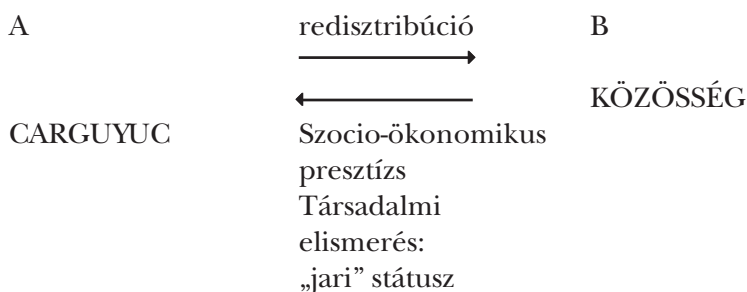 A redisztribúció B
KÖZÖSSÉG
CARGUYUC Szocio-ökonomikus
presztízs
Társadalmi
elismerés:
„jari” státusz